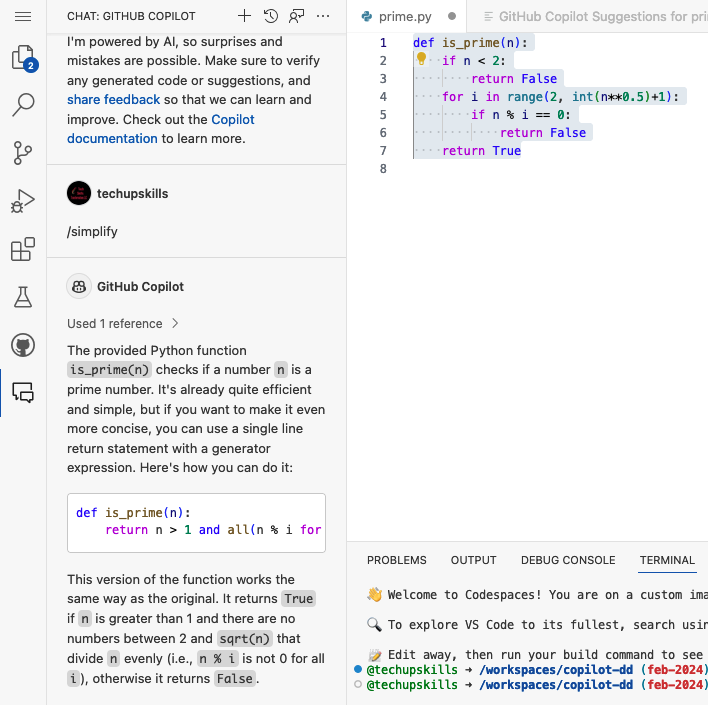 CHAT: GITHUB COPILOT
I'm powered by AI, so surprises and
mistakes are possible. Make sure to verify
any generated code or suggestions, and
share feedback so that we can learn and
improve. Check out the Copilot
documentation to learn more.
techupskills
/simplify
GitHub Copilot
Used 1 reference
The provided Python function
is_prime(n) checks if a number n is a
prime number. It's already quite efficient
and simple, but if you want to make it even
more concise, you can use a single line
return statement with a generator
expression. Here's how you can do it:
def is_prime(n):
    return n > 1 and all(n % i for
This version of the function works the
same way as the original. It returns True
if n is greater than 1 and there are no
numbers between 2 and sqrt(n) that
divide n evenly (i.e., n % i is not 0 for all
i), otherwise it returns False.
2
prime.py
GitHub Copilot Suggestions for pri
1 def is_prime(n):
2     if n < 2:
3         return False
4     for i in range(2, int(n**0.5)+1):
5         if n % i == 0:
6             return False
7     return True
8
PROBLEMS OUTPUT DEBUG CONSOLE TERMINAL
👋 Welcome to Codespaces! You are on a custom ima
🔍 To explore VS Code to its fullest, search usin
📝 Edit away, then run your build command to see
@techupskills → /workspaces/copilot-dd (feb-2024)
@techupskills → /workspaces/copilot-dd (feb-2024)